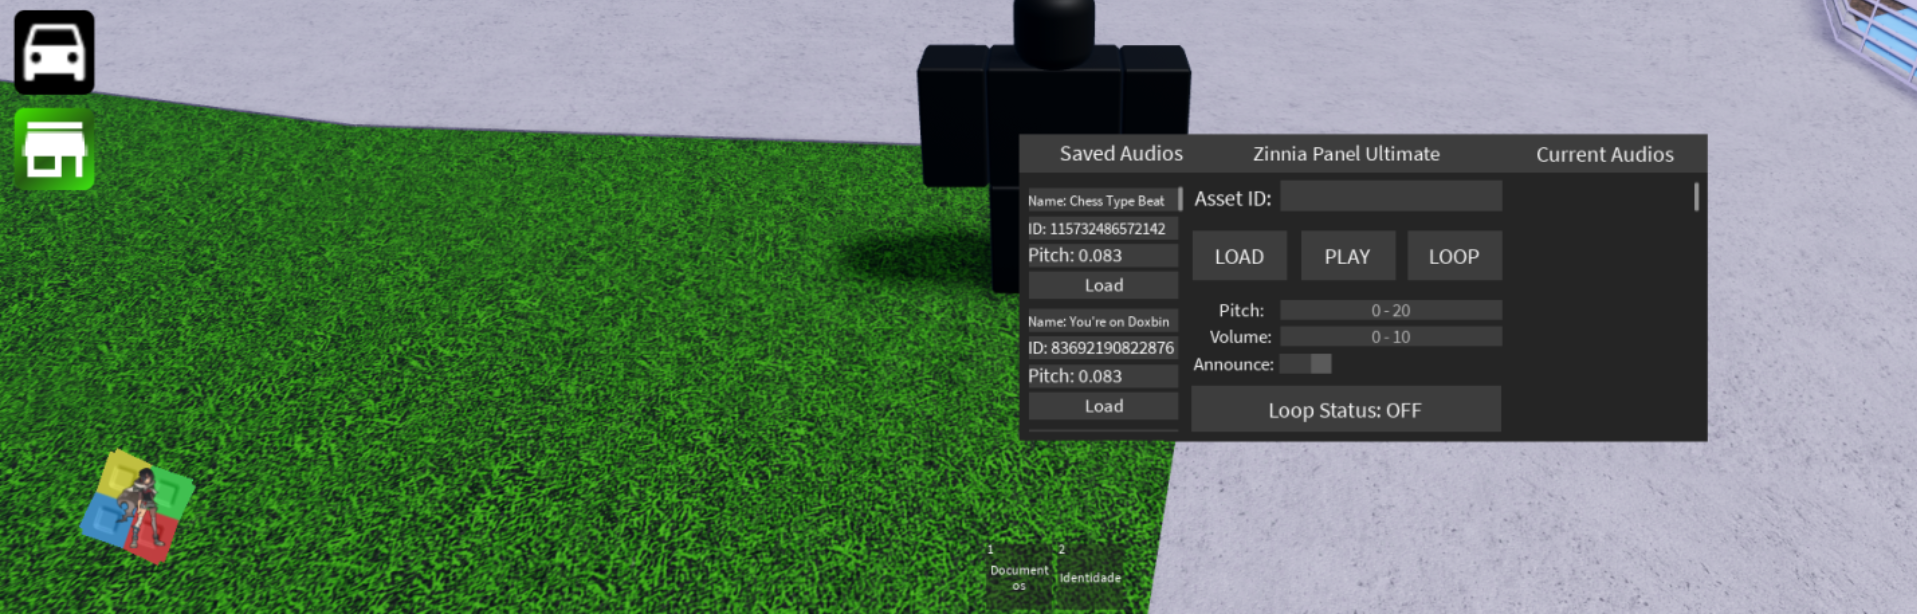 Saved Audios
Zinnia Panel Ultimate
Current Audios
Name: Chess Type Beat
ID: 115732486572142
Pitch: 0.083
Load
Name: You're on Doxbin
ID: 83692190822876
Pitch: 0.083
Load
Asset ID:
LOAD
PLAY
LOOP
Pitch:
0 - 20
Volume:
0 - 10
Announce:
Loop Status: OFF
1
Document
os
2
Identidade